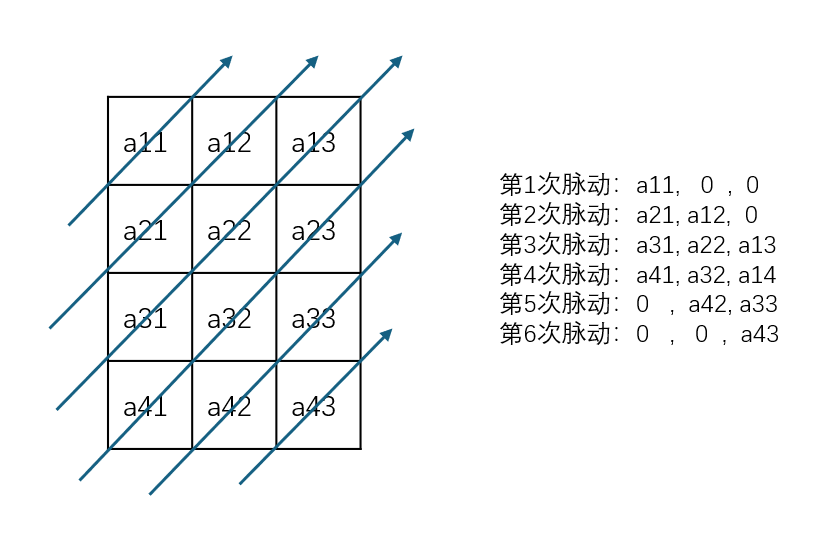 a11 a12 a13
a21 a22 a23
a31 a32 a33
a41 a42 a43
第1次脉动： a11, 0 , 0
第2次脉动： a21, a12, 0
第3次脉动： a31, a22, a13
第4次脉动： a41, a32, a14
第5次脉动： 0 , a42, a33
第6次脉动： 0 , 0 , a43